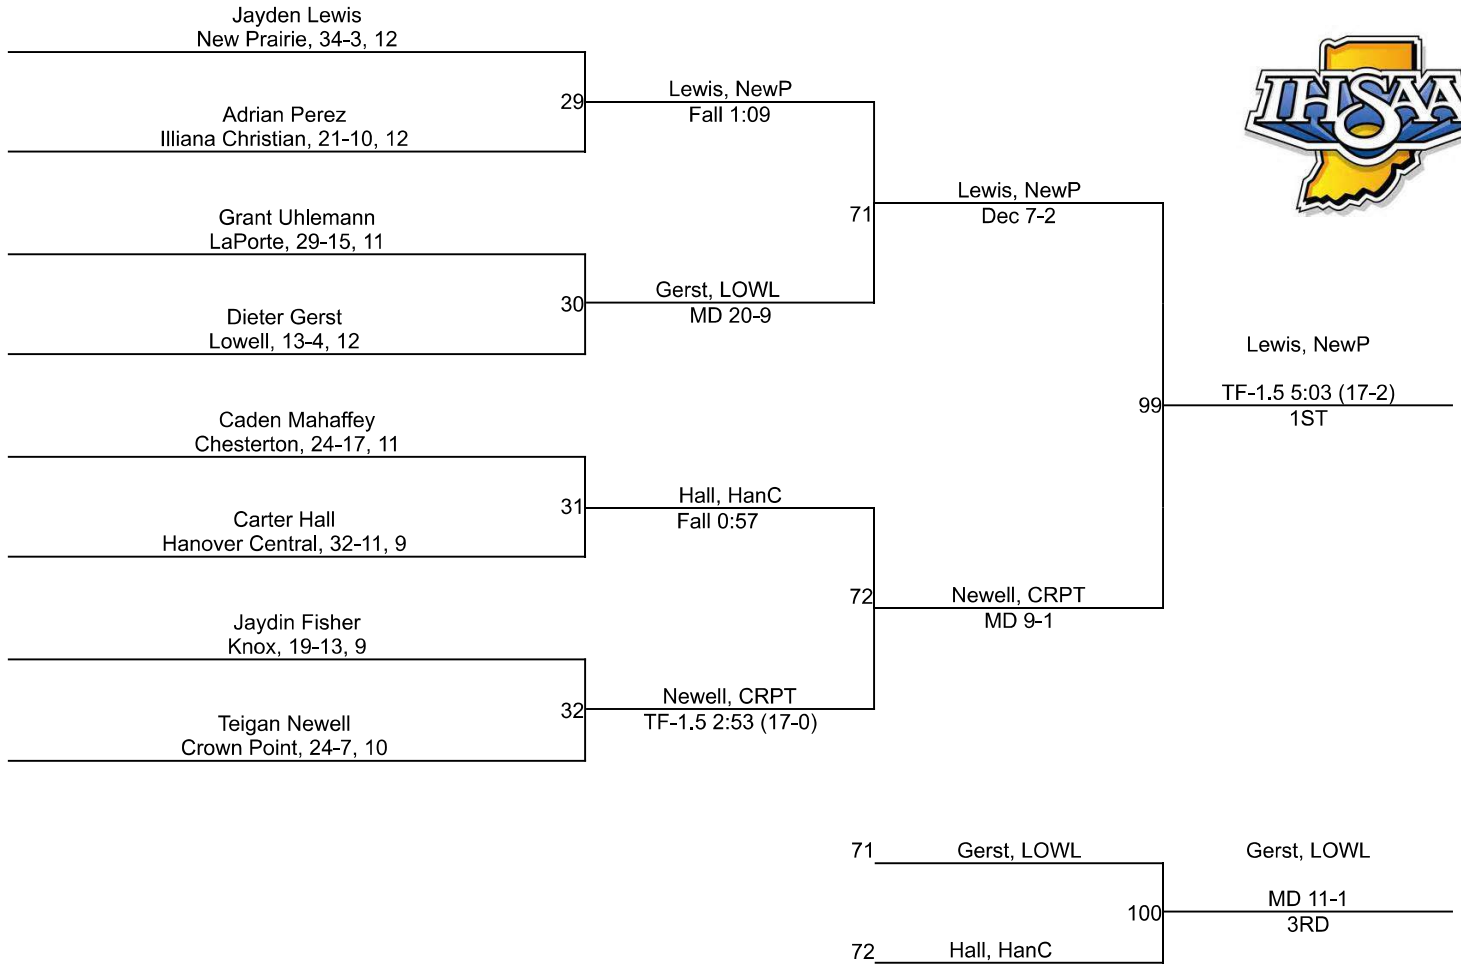 Jayden Lewis
New Prairie, 34-3, 12
Adrian Perez
Illiana Christian, 21-10, 12
Grant Uhlemann
LaPorte, 29-15, 11
Dieter Gerst
Lowell, 13-4, 12
Caden Mahaffey
Chesterton, 24-17, 11
Carter Hall
Hanover Central, 32-11, 9
Jaydin Fisher
Knox, 19-13, 9
Teigan Newell
Crown Point, 24-7, 10
29
Lewis, NewP
Fall 1:09
30
Gerst, LOWL
MD 20-9
31
Hall, HanC
Fall 0:57
32
Newell, CRPT
TF-1.5 2:53 (17-0)
71
Lewis, NewP
Dec 7-2
72
Newell, CRPT
MD 9-1
99
Lewis, NewP
TF-1.5 5:03 (17-2)
1ST
IHSAA
71
Gerst, LOWL
72
Hall, HanC
100
Gerst, LOWL
MD 11-1
3RD